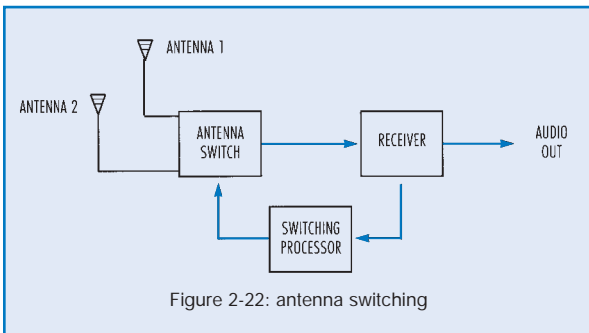 ANTENNA 1
ANTENNA 2
ANTENNA
SWITCH
RECEIVER
AUDIO
OUT
SWITCHING
PROCESSOR
Figure 2-22: antenna switching